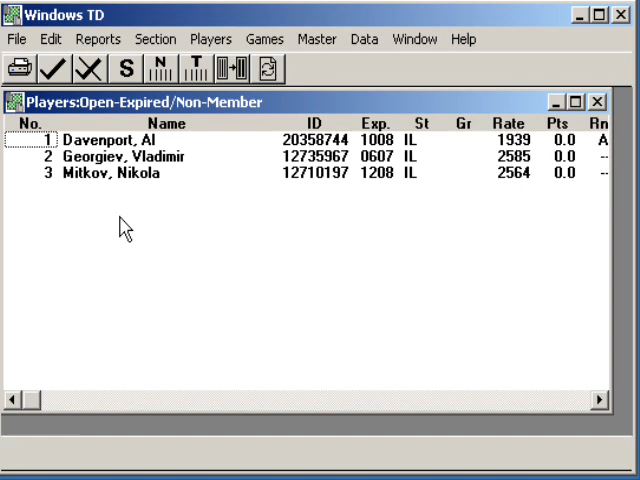 Windows TD
File Edit Reports Section Players Games Master Data Window Help
S N T
Players:Open-Expired/Non-Member
No. Name ID Exp. St Gr Rate Pts Rn
1 Davenport, Al 20358744 1008 IL 1939 0.0 A
2 Georgiev, Vladimir 12735967 0607 IL 2585 0.0 --
3 Mitkov, Nikola 12710197 1208 IL 2564 0.0 --